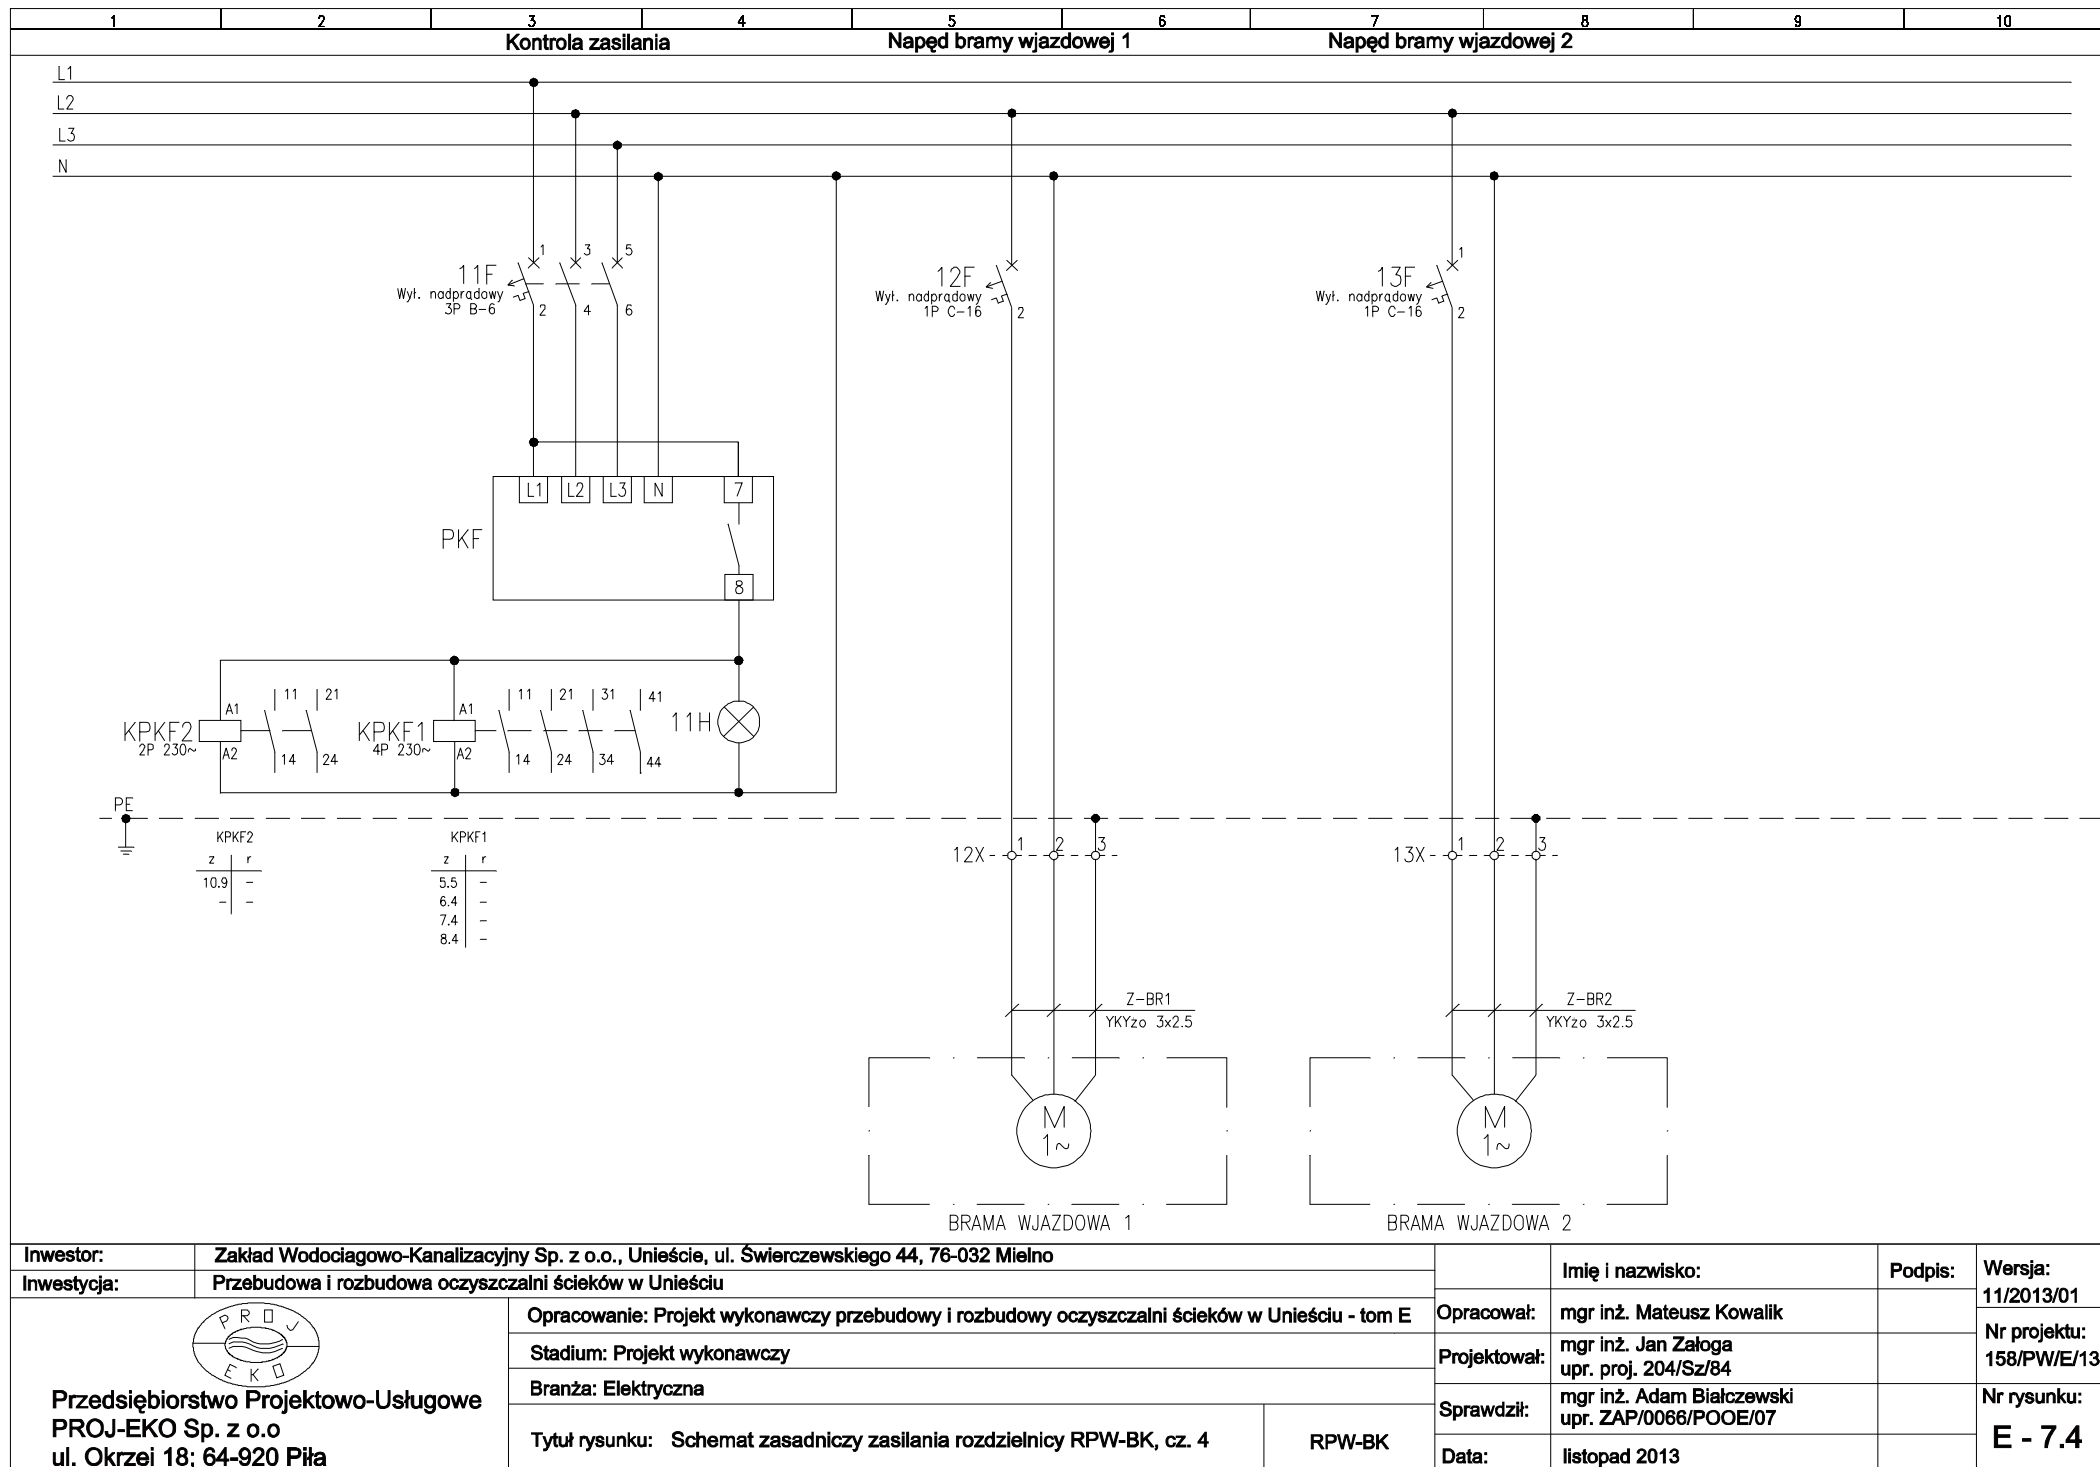 1 2 3 4 5 6 7 8 9 10
Kontrola zasilania Napęd bramy wjazdowej 1 Napęd bramy wjazdowej 2
L1
L2
L3
N
1 3 5
11F
Wył. nadprądowy
3P B-6
2 4 6
12F
Wył. nadprądowy
1P C-16
2
1
13F
Wył. nadprądowy
1P C-16
2
L1 L2 L3 N 7
PKF
8
A1 11 21
KPKF2
2P 230~
A2 14 24
A1 11 21 31 41
KPKF1
4P 230~
A2 14 24 34 44
11H
PE
KPKF2
z r
10.9 -
- -
KPKF1
z r
5.5 -
6.4 -
7.4 -
8.4 -
12X 1 2 3
13X 1 2 3
Z-BR1
YKYżo 3x2.5
Z-BR2
YKYżo 3x2.5
M
1~
M
1~
BRAMA WJAZDOWA 1
BRAMA WJAZDOWA 2
Inwestor: Zakład Wodociagowo-Kanalizacyjny Sp. z o.o., Unieście, ul. Świerczewskiego 44, 76-032 Mielno
Inwestycja: Przebudowa i rozbudowa oczyszczalni ścieków w Unieściu
PROJ
EKO
Przedsiębiorstwo Projektowo-Usługowe
PROJ-EKO Sp. z o.o
ul. Okrzei 18; 64-920 Piła
Opracowanie: Projekt wykonawczy przebudowy i rozbudowy oczyszczalni ścieków w Unieściu - tom E
Stadium: Projekt wykonawczy
Branża: Elektryczna
Tytuł rysunku: Schemat zasadniczy zasilania rozdzielnicy RPW-BK, cz. 4
RPW-BK
Imię i nazwisko: Podpis:
Opracował: mgr inż. Mateusz Kowalik
Projektował: mgr inż. Jan Załoga
upr. proj. 204/Sz/84
Sprawdził: mgr inż. Adam Białczewski
upr. ZAP/0066/POOE/07
Data: listopad 2013
Wersja:
11/2013/01
Nr projektu:
158/PW/E/13
Nr rysunku:
E - 7.4